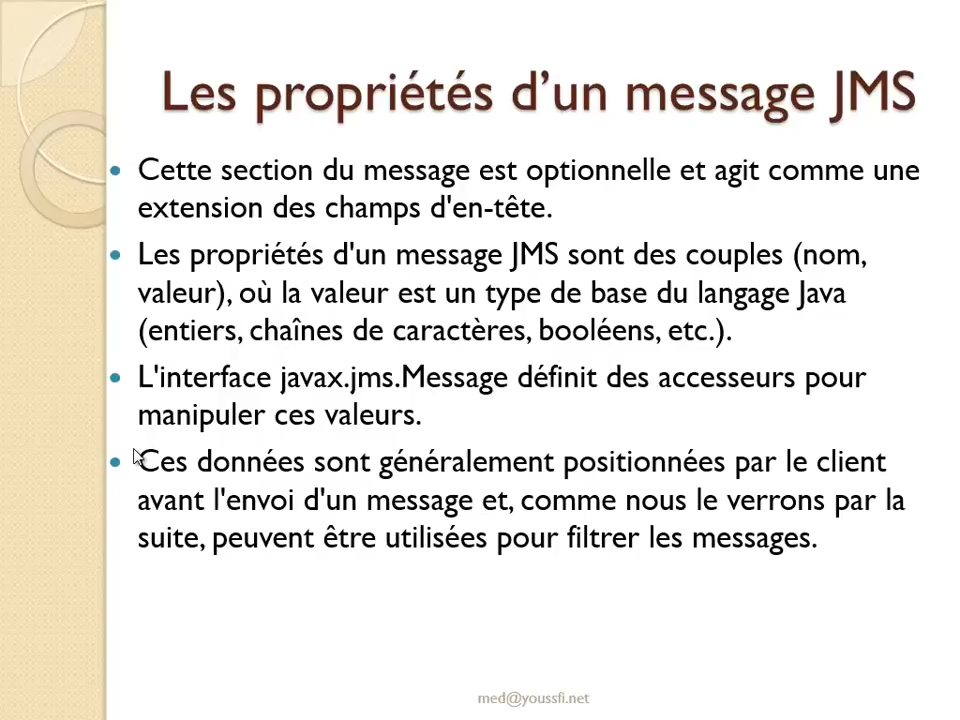 Les propriétés d’un message JMS
• Cette section du message est optionnelle et agit comme une
extension des champs d'en-tête.
• Les propriétés d'un message JMS sont des couples (nom,
valeur), où la valeur est un type de base du langage Java
(entiers, chaînes de caractères, booléens, etc.).
• L'interface javax.jms.Message définit des accesseurs pour
manipuler ces valeurs.
• Ces données sont généralement positionnées par le client
avant l'envoi d'un message et, comme nous le verrons par la
suite, peuvent être utilisées pour filtrer les messages.
med@youssfi.net